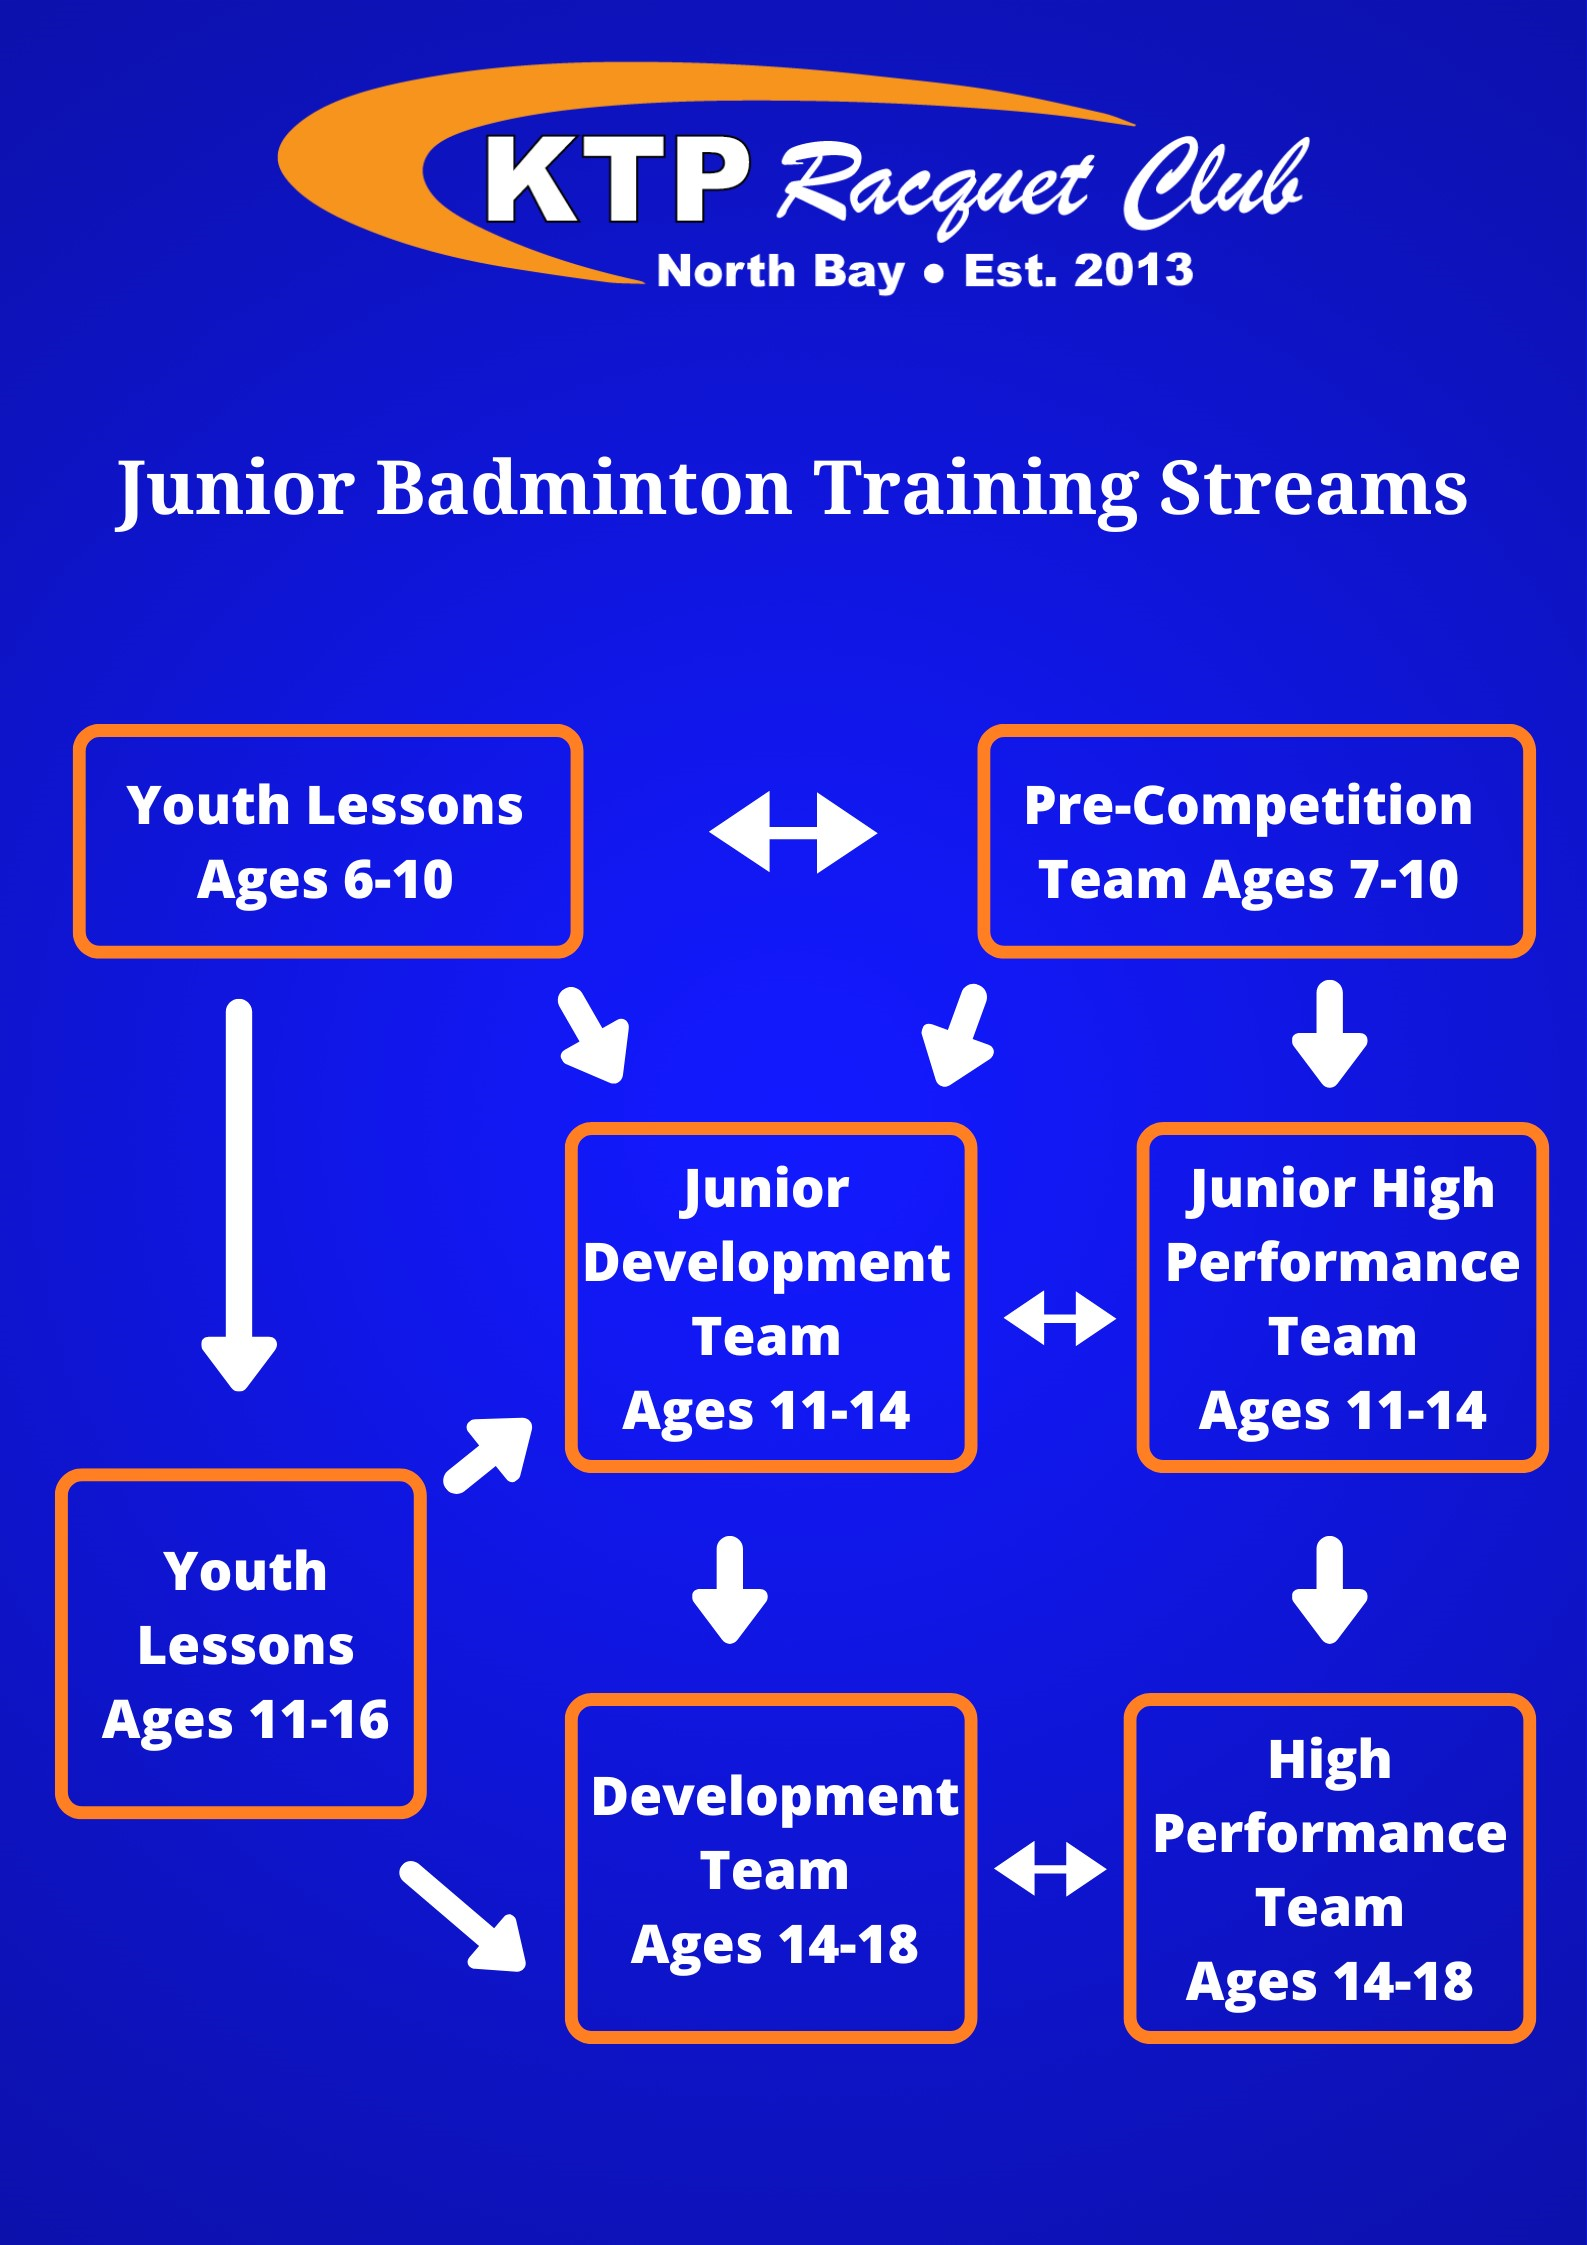 KTP Racquet Club
North Bay • Est. 2013
Junior Badminton Training Streams
Youth Lessons
Ages 6-10
Pre-Competition
Team Ages 7-10
Junior
Development
Team
Ages 11-14
Junior High
Performance
Team
Ages 11-14
Youth
Lessons
Ages 11-16
Development
Team
Ages 14-18
High
Performance
Team
Ages 14-18